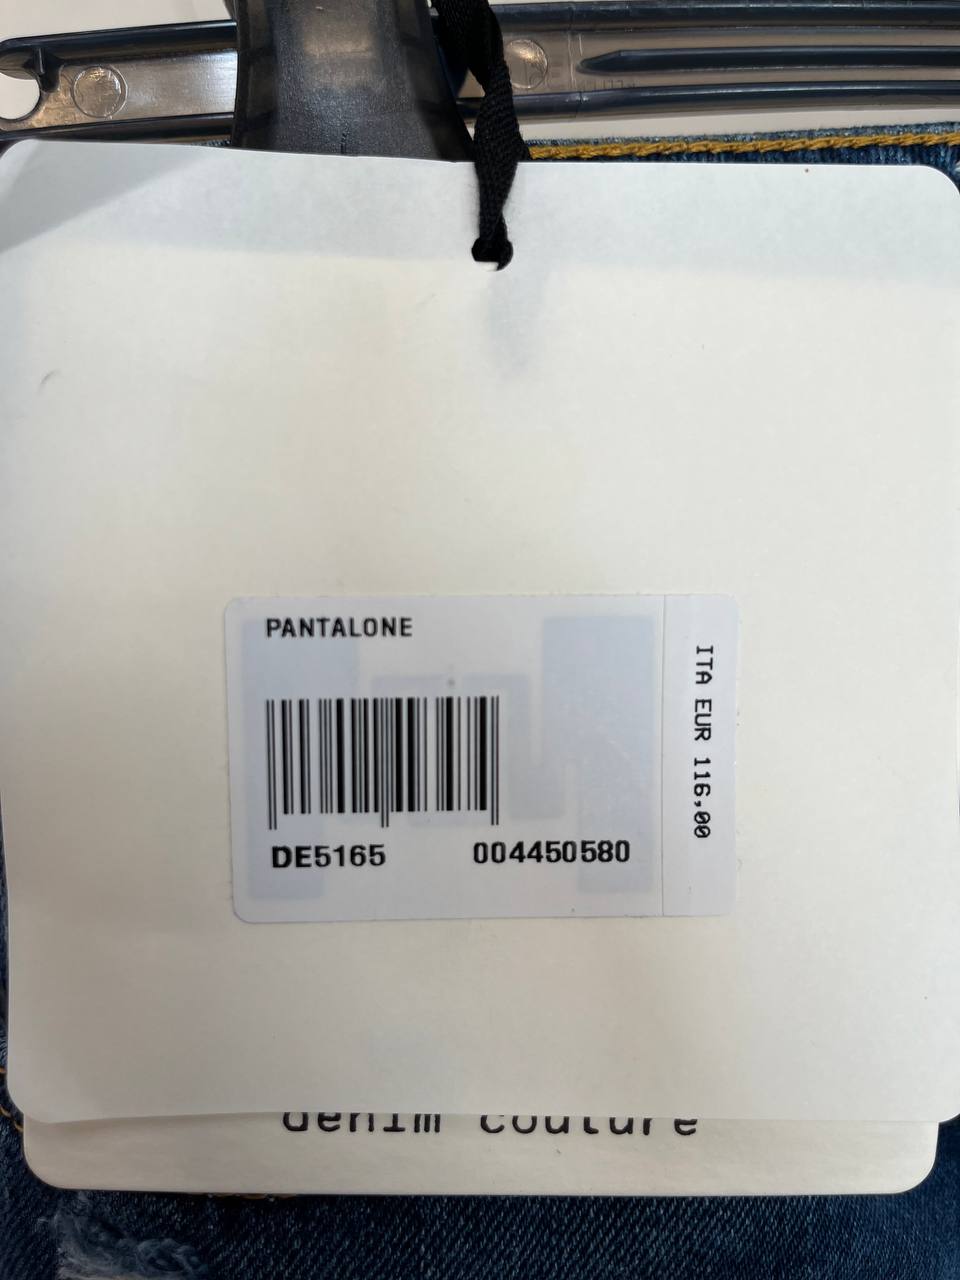 PANTALONE
DE5165 004450580
ITA EUR 116,00
denim couture